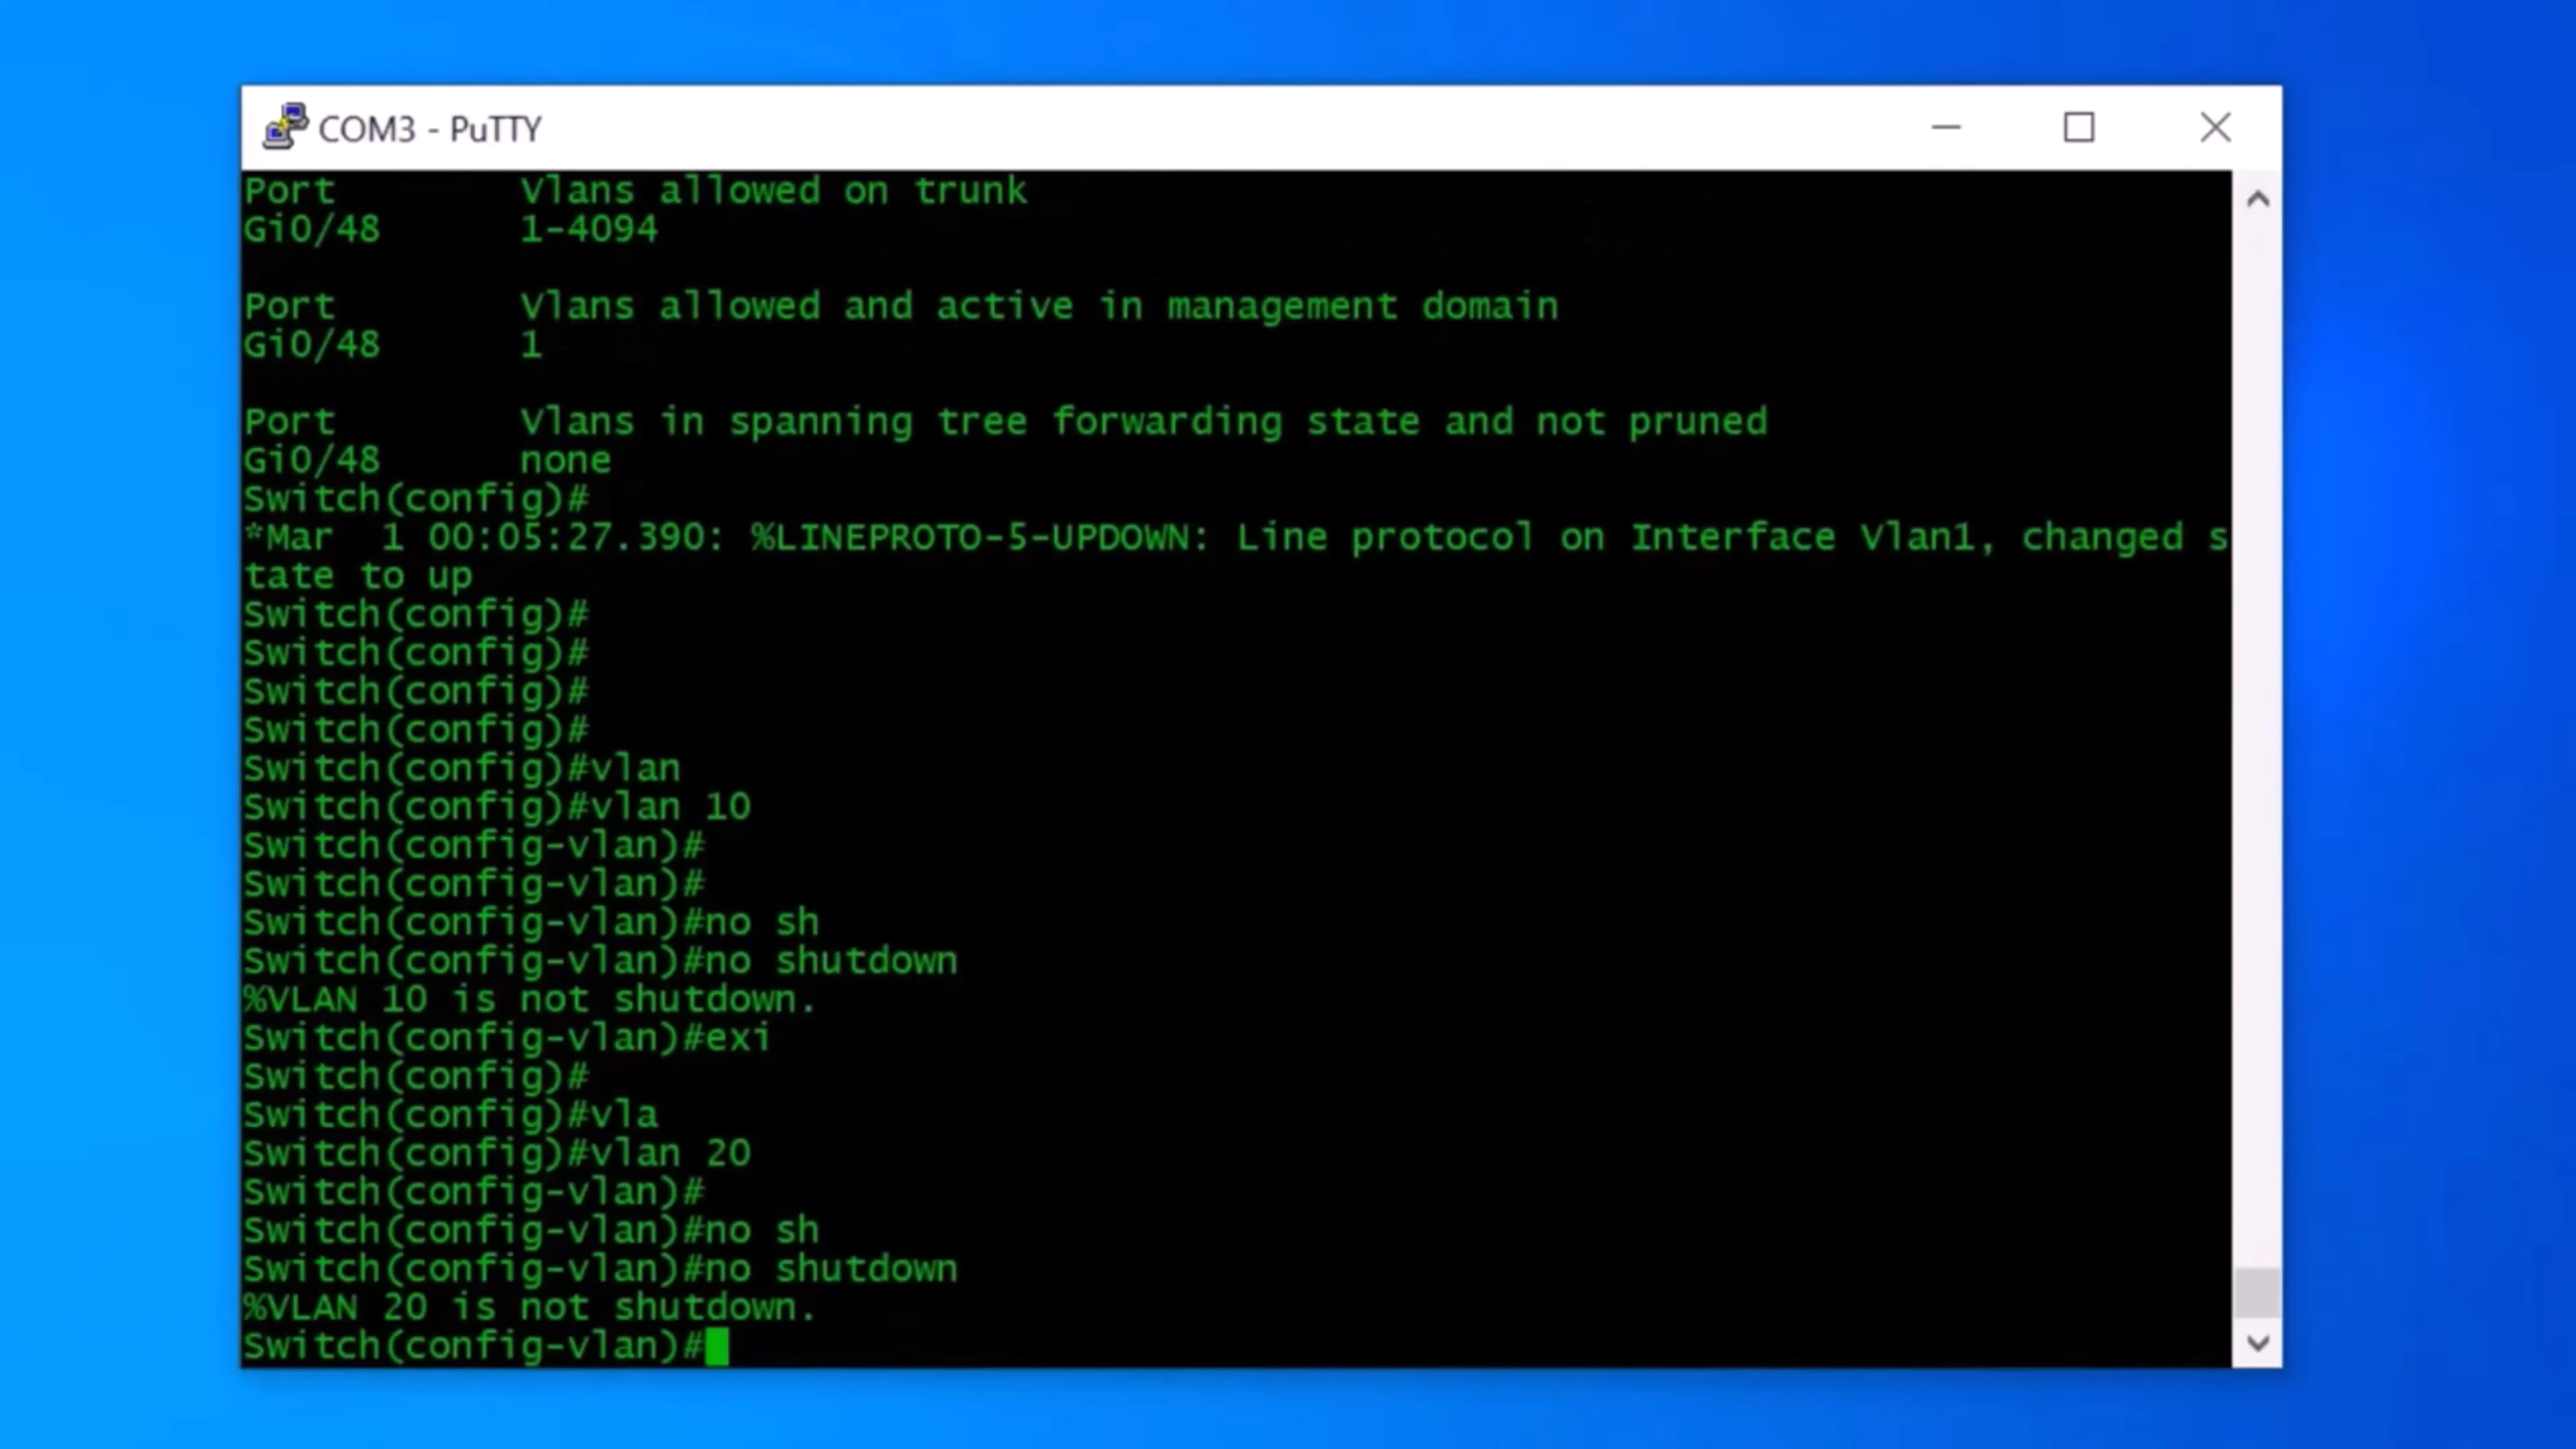 COM3 - PuTTY
Port Vlans allowed on trunk
Gi0/48 1-4094
Port Vlans allowed and active in management domain
Gi0/48 1
Port Vlans in spanning tree forwarding state and not pruned
Gi0/48 none
Switch(config)#
*Mar 1 00:05:27.390: %LINEPROTO-5-UPDOWN: Line protocol on Interface Vlan1, changed s
tate to up
Switch(config)#
Switch(config)#
Switch(config)#
Switch(config)#
Switch(config)#vlan
Switch(config)#vlan 10
Switch(config-vlan)#
Switch(config-vlan)#
Switch(config-vlan)#no sh
Switch(config-vlan)#no shutdown
%VLAN 10 is not shutdown.
Switch(config-vlan)#exi
Switch(config)#
Switch(config)#vla
Switch(config)#vlan 20
Switch(config-vlan)#
Switch(config-vlan)#no sh
Switch(config-vlan)#no shutdown
%VLAN 20 is not shutdown.
Switch(config-vlan)#